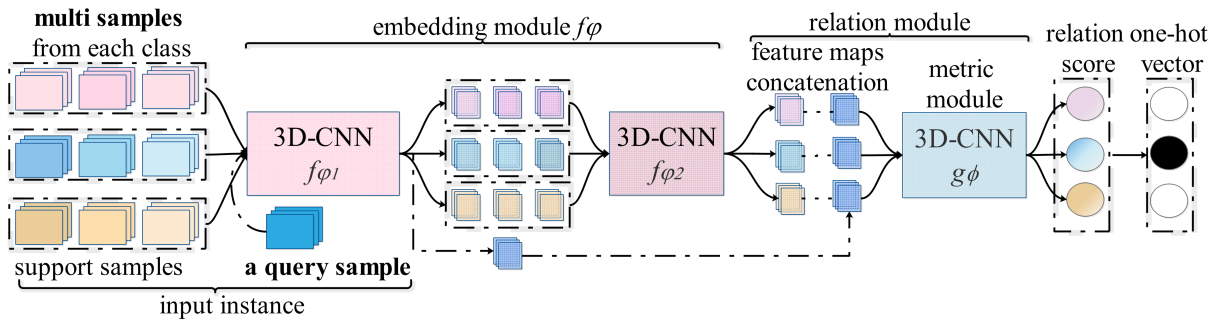 multi samples
from each class
support samples
a query sample
input instance
embedding module fφ
3D-CNN
fφ1
3D-CNN
fφ2
relation module
feature maps
concatenation
metric
module
3D-CNN
gϕ
relation
score
one-hot
vector